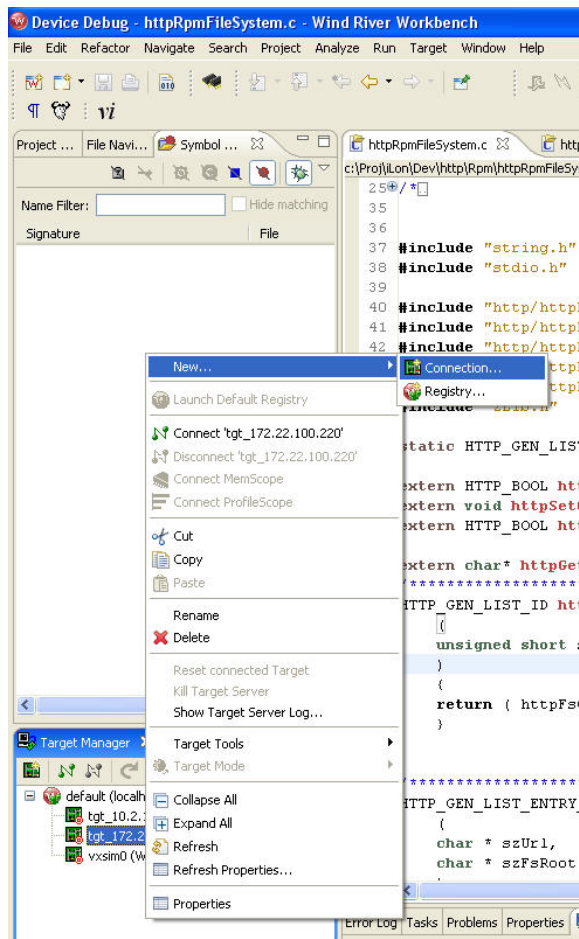 Device Debug - httpRpmFileSystem.c - Wind River Workbench
File Edit Refactor Navigate Search Project Analyze Run Target Window Help
vi
Project ... File Navi... Symbol ...
Name Filter: Hide matching
Signature File
httpRpmFileSystem.c
c:\Proj\iLon\Dev\http\Rpm\httpRpmFileSy
25 /*
35
36
37 #include "string.h"
38 #include "stdio.h"
39
40 #include "http/http
41 #include "http/http
42 #include "http/http
static HTTP_GEN_LIS
extern HTTP_BOOL
extern void httpSet
extern HTTP_BOOL
extern char* httpGe
HTTP_GEN_LIST_ID
(
unsigned short
)
{
return ( httpFs
}
/*****************
HTTP_GEN_LIST_ENTRY_
(
char * szUrl,
char * szFsRoot
New...
Launch Default Registry
Connect 'tgt_172.22.100.220'
Disconnect 'tgt_172.22.100.220'
Connect MemScope
Connect ProfileScope
Cut
Copy
Paste
Rename
Delete
Reset connected Target
Kill Target Server
Show Target Server Log...
Target Tools
Target Mode
Collapse All
Expand All
Refresh
Refresh Properties...
Properties
Connection...
Registry...
Target Manager
default (localh
tgt_10.2.
tgt_172.2
vxsim0 (W
Error Log Tasks Problems Properties